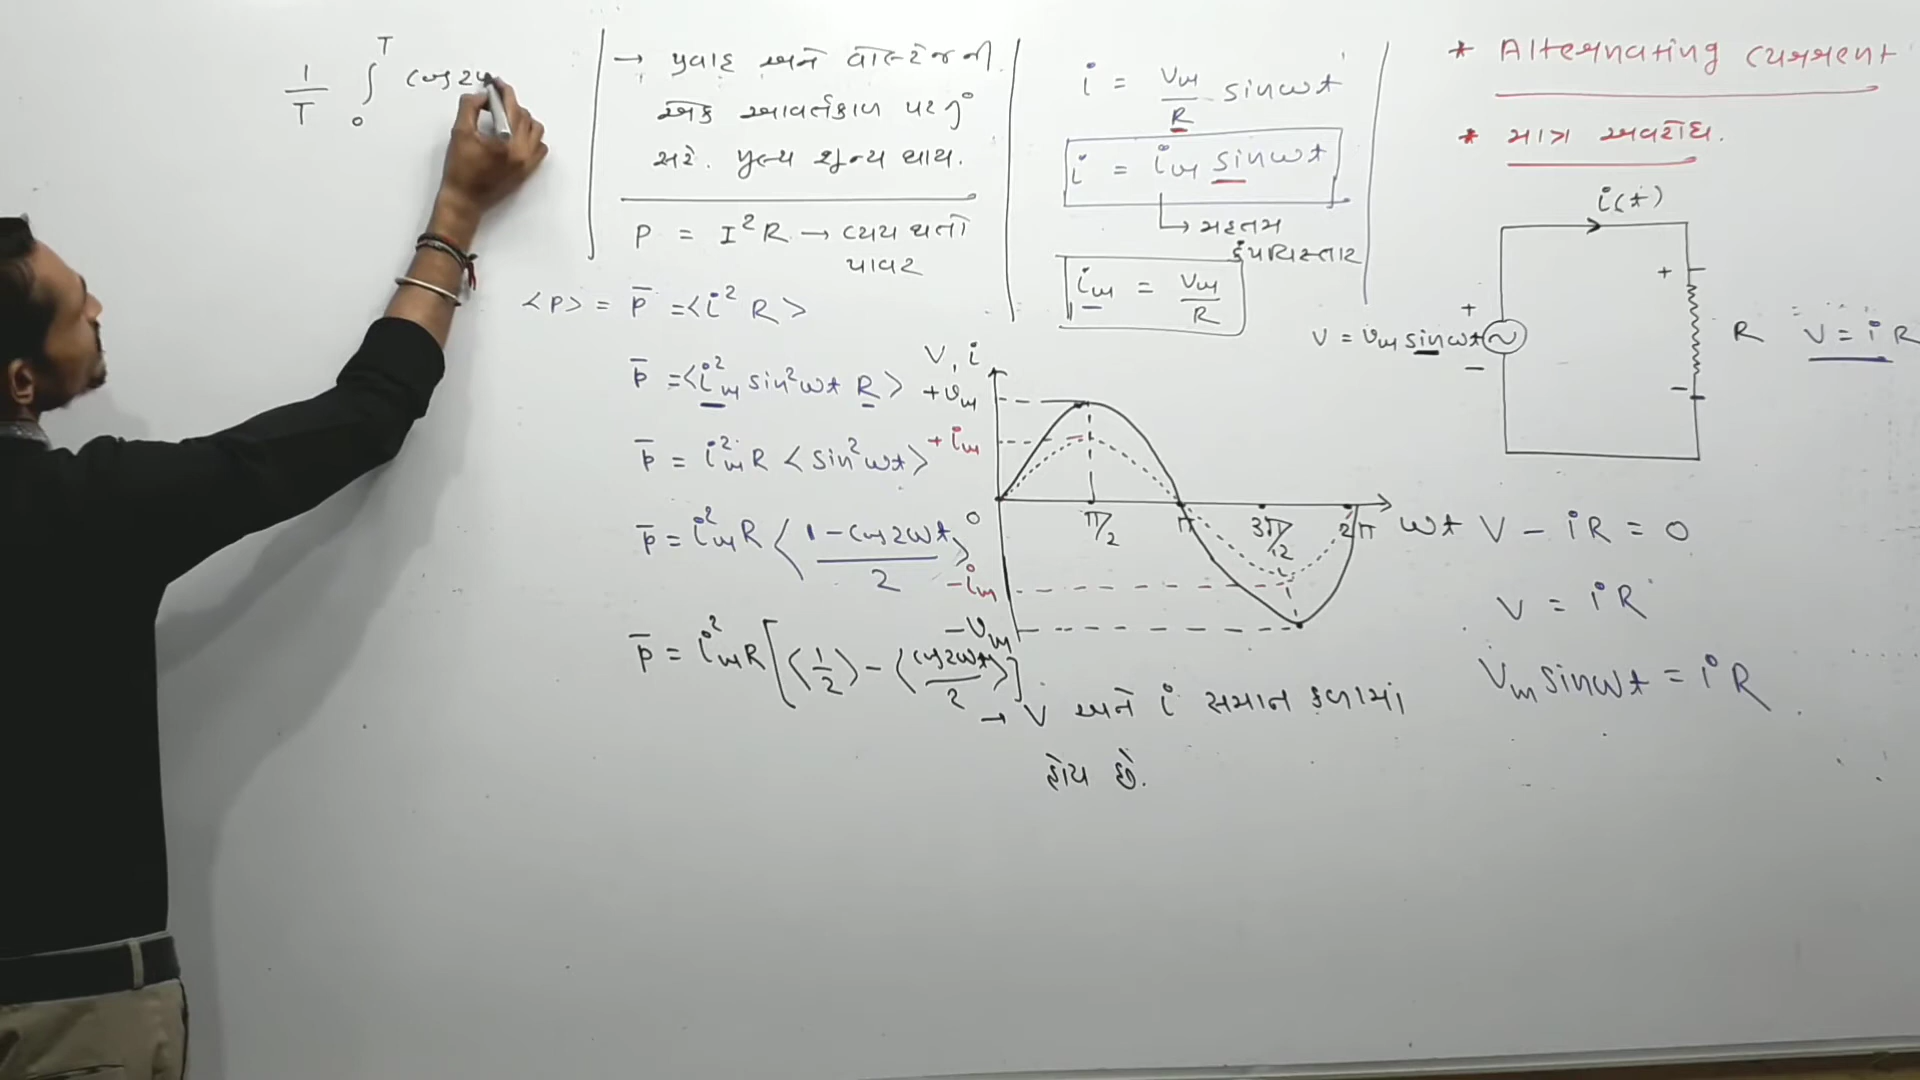 * Alternating current
* માત્ર અવરોધ.
i(t)
+
+
V = vm sinωt
R
V = iR
−
−
V − iR = 0
V = iR
Vm sinωt = iR
i = vm/R sinωt
i = im sinωt
→ મહત્તમ
કંપવિસ્તાર
im = vm/R
V, i
+vm
+im
0
π/2
π
3π/2
2π
ωt
−im
−vm
→ V અને i સમાન કળામાં
હોય છે.
→ પ્રવાહ અને વોલ્ટેજની
એક આવર્તકાળ પરનું
સરે. મૂલ્ય શૂન્ય થાય.
P = I²R → વ્યય થતો
પાવર
<P> = p̄ = <i² R>
p̄ = <i²m sin²ωt R>
p̄ = i²m R <sin²ωt>
p̄ = i²m R <(1 − cos2ωt)/2>
p̄ = i²m R [<1/2> − <cos2ωt/2>]
1/T ∫₀ᵀ cos2